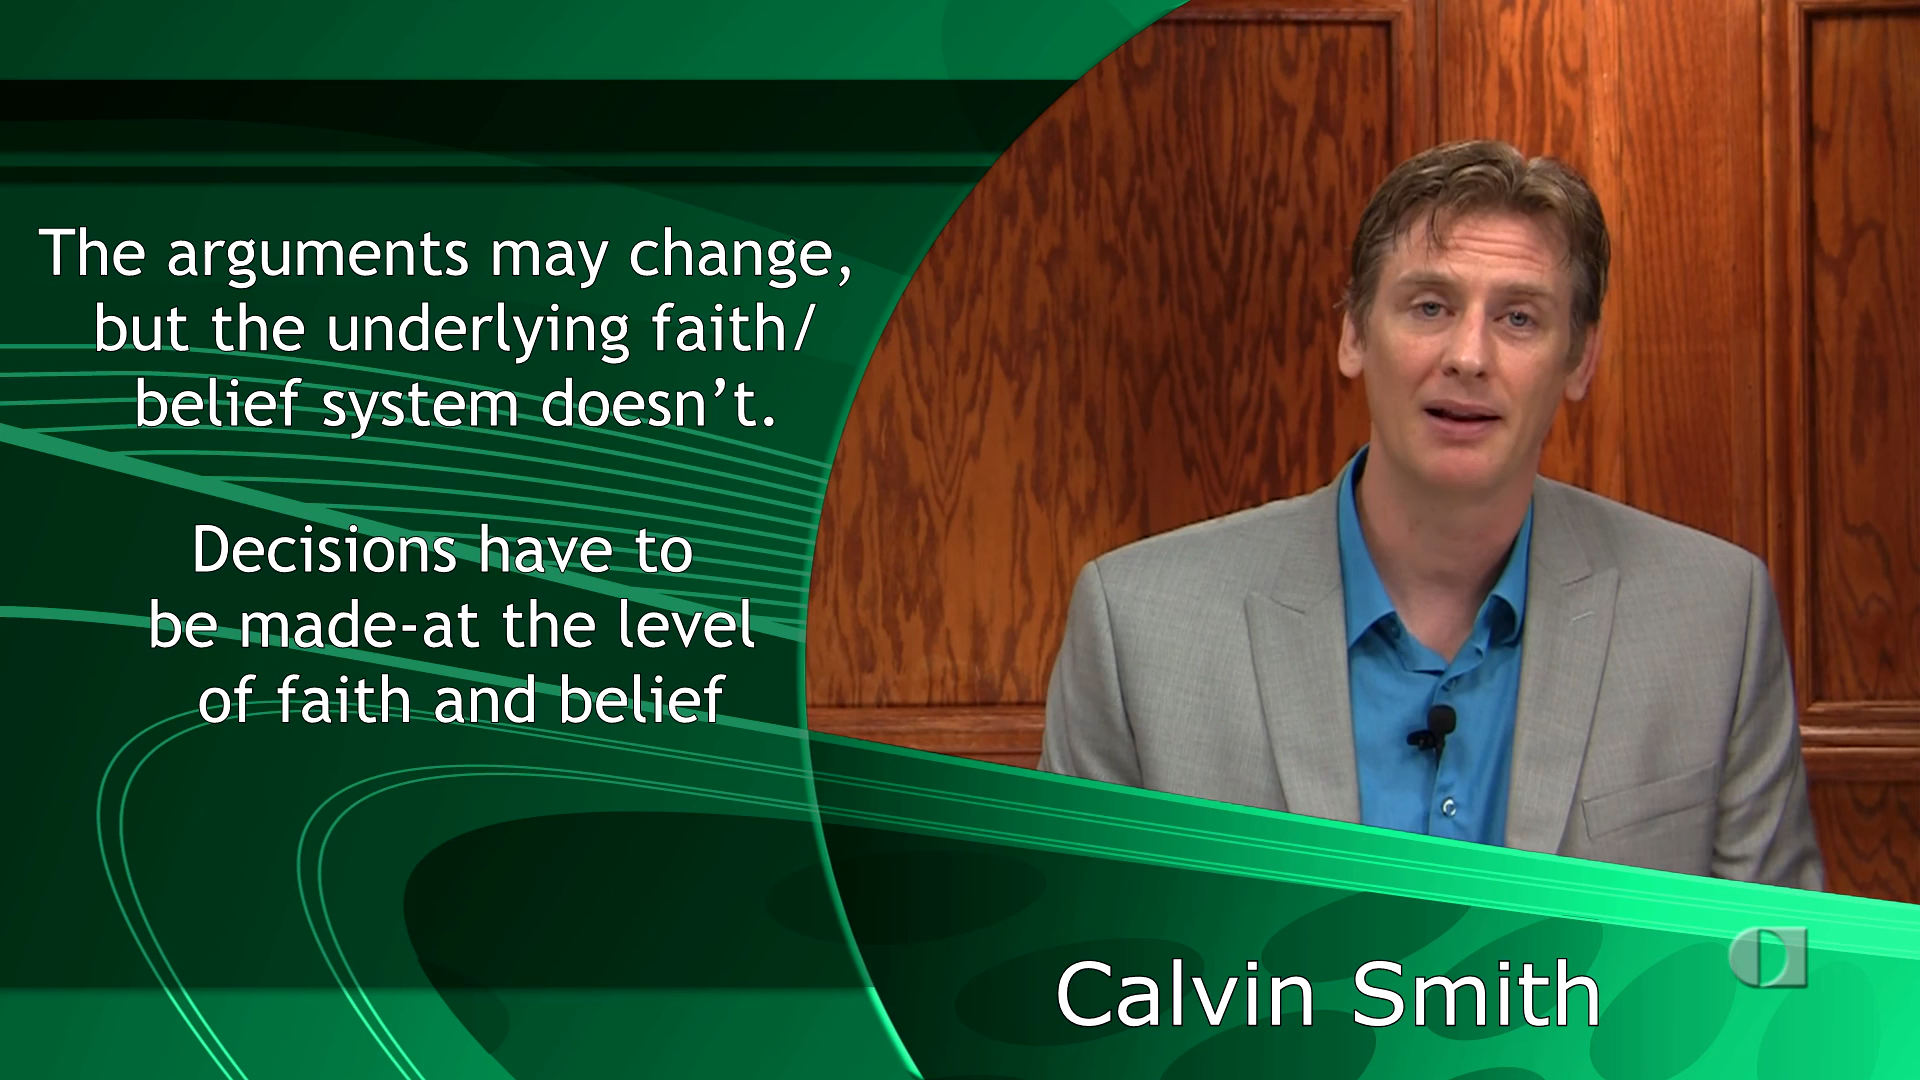 The arguments may change,
but the underlying faith/
belief system doesn’t.
Decisions have to
be made-at the level
of faith and belief
Calvin Smith